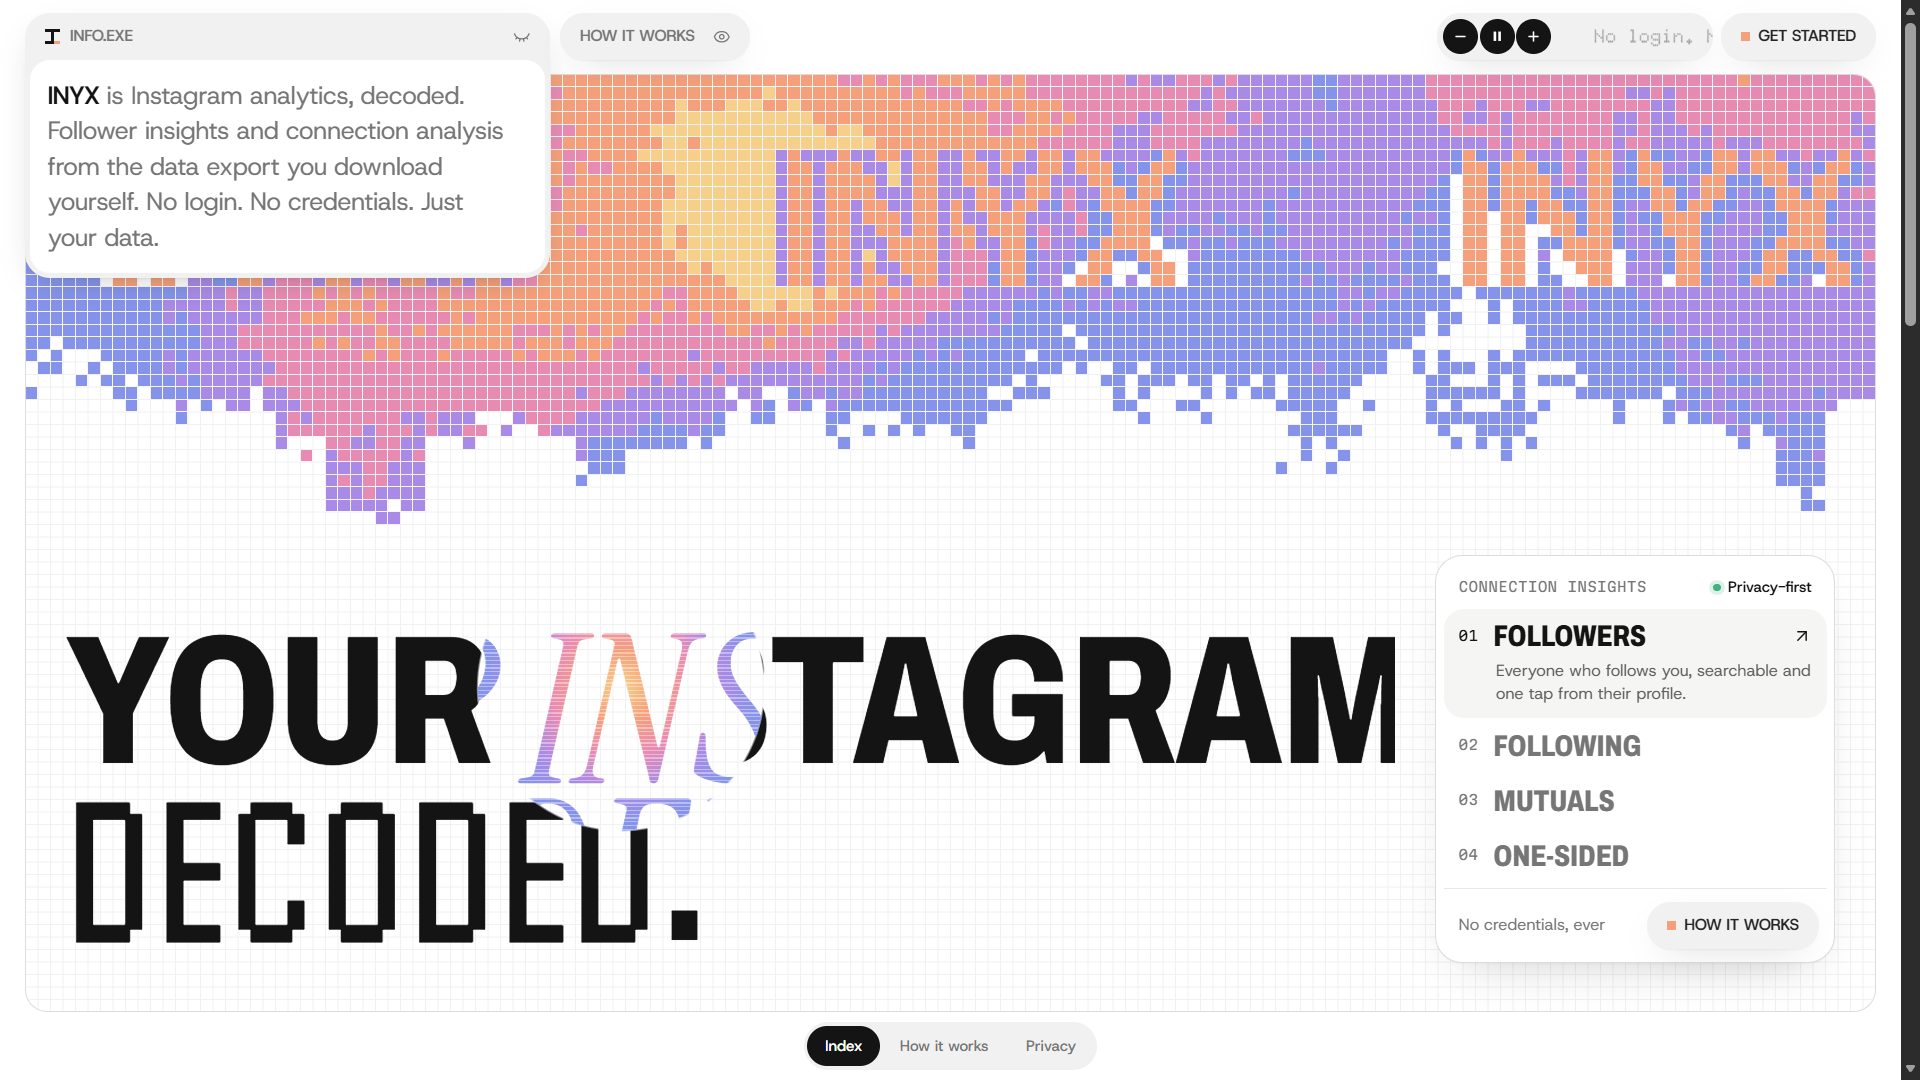 INFO.EXE
HOW IT WORKS
No login.
GET STARTED
INYX is Instagram analytics, decoded.
Follower insights and connection analysis
from the data export you download
yourself. No login. No credentials. Just
your data.
INYX
INYX
YOUR INSTAGRAM
DECODED.
CONNECTION INSIGHTS
Privacy-first
01 FOLLOWERS
Everyone who follows you, searchable and
one tap from their profile.
02 FOLLOWING
03 MUTUALS
04 ONE-SIDED
No credentials, ever
HOW IT WORKS
Index
How it works
Privacy